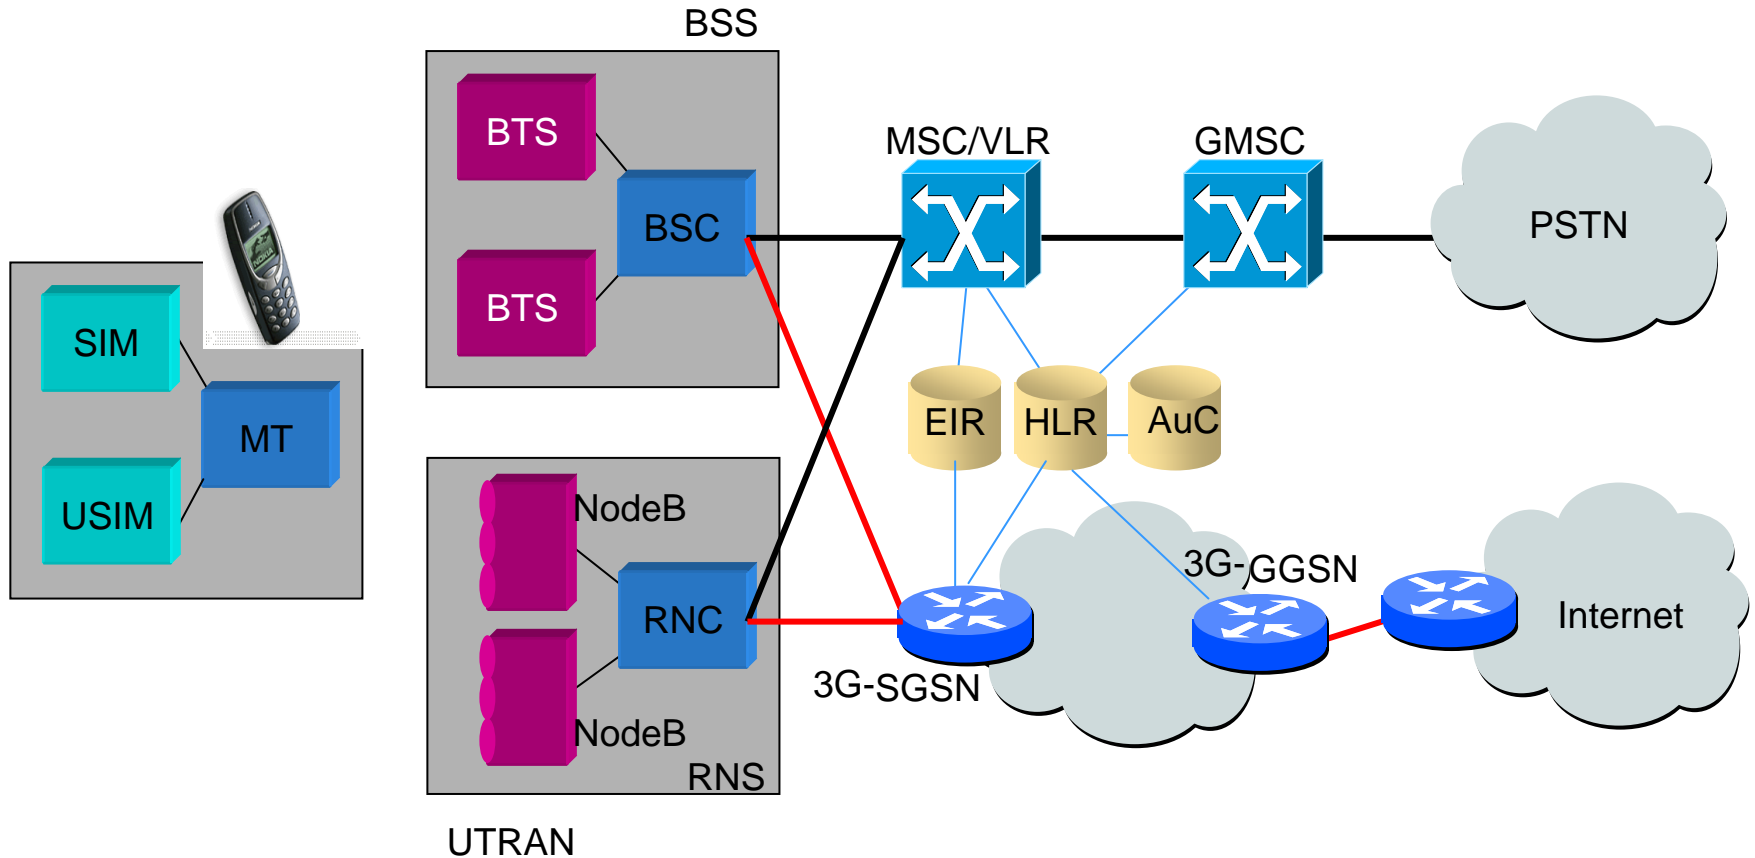 BSS
BTS
MSC/VLR
GMSC
BSC
PSTN
BTS
NOKIA
SIM
MT
USIM
EIR
HLR
AuC
NodeB
3G-GGSN
RNC
Internet
3G-SGSN
NodeB
RNS
UTRAN